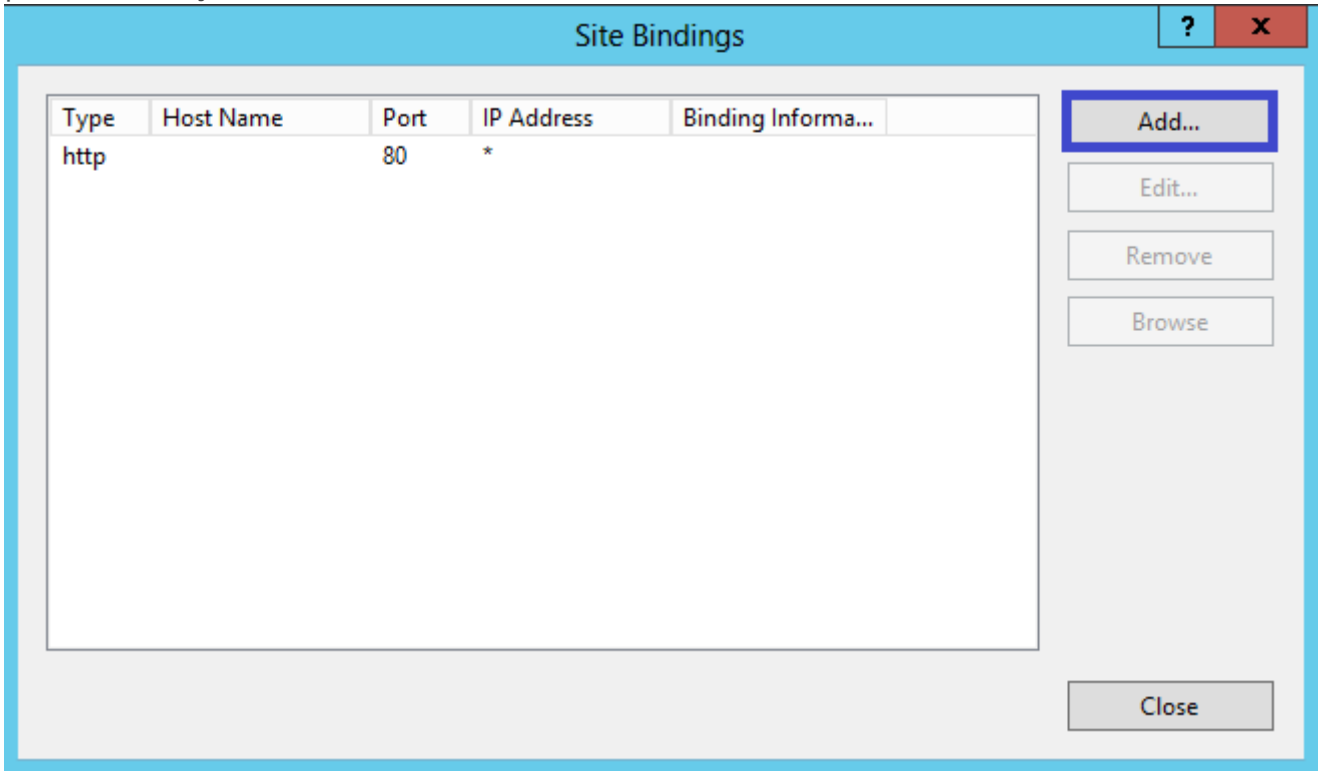 Site Bindings ? x
Type Host Name Port IP Address Binding Informa... Add...
http 80 *
Edit...
Remove
Browse
Close